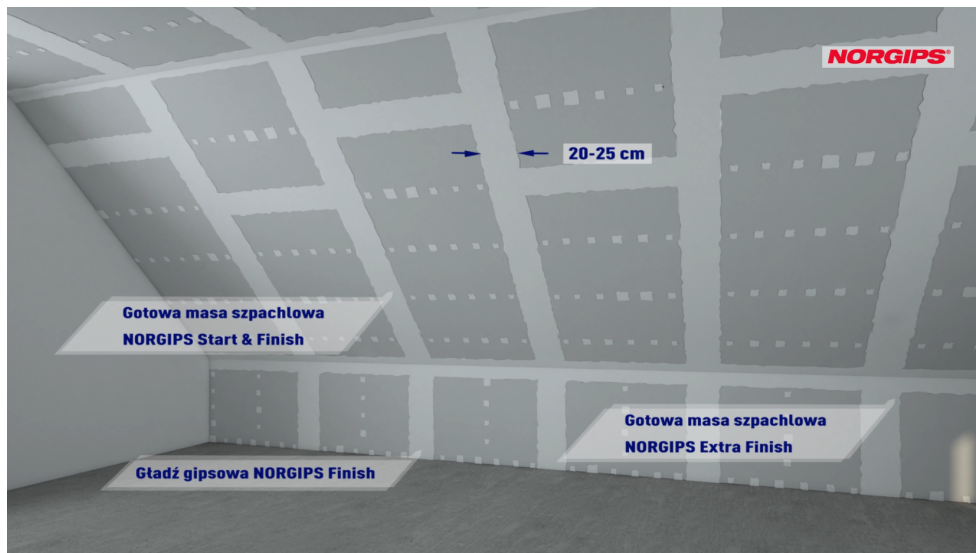 NORGIPS®
20-25 cm
Gotowa masa szpachlowa
NORGIPS Start & Finish
Gotowa masa szpachlowa
NORGIPS Extra Finish
Gładź gipsowa NORGIPS Finish